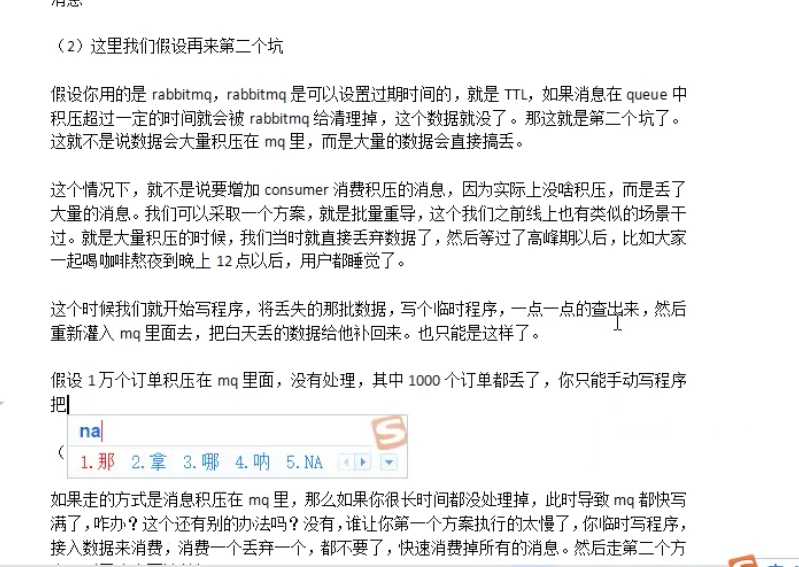 消息
（2）这里我们假设再来第二个坑
假设你用的是 rabbitmq，rabbitmq 是可以设置过期时间的，就是 TTL，如果消息在 queue 中
积压超过一定的时间就会被 rabbitmq 给清理掉，这个数据就没了。那这就是第二个坑了。
这就不是说数据会大量积压在 mq 里，而是大量的数据会直接搞丢。
这个情况下，就不是说要增加 consumer 消费积压的消息，因为实际上没啥积压，而是丢了
大量的消息。我们可以采取一个方案，就是批量重导，这个我们之前线上也有类似的场景干
过。就是大量积压的时候，我们当时就直接丢弃数据了，然后等过了高峰期以后，比如大家
一起喝咖啡熬夜到晚上 12 点以后，用户都睡觉了。
这个时候我们就开始写程序，将丢失的那批数据，写个临时程序，一点一点的查出来，然后
重新灌入 mq 里面去，把白天丢的数据给他补回来。也只能是这样了。
假设 1 万个订单积压在 mq 里面，没有处理，其中 1000 个订单都丢了，你只能手动写程序
把
na
1.那 2.拿 3.哪 4.呐 5.NA
（
如果走的方式是消息积压在 mq 里，那么如果你很长时间都没处理掉，此时导致 mq 都快写
满了，咋办？这个还有别的办法吗？没有，谁让你第一个方案执行的太慢了，你临时写程序，
接入数据来消费，消费一个丢弃一个，都不要了，快速消费掉所有的消息。然后走第二个方